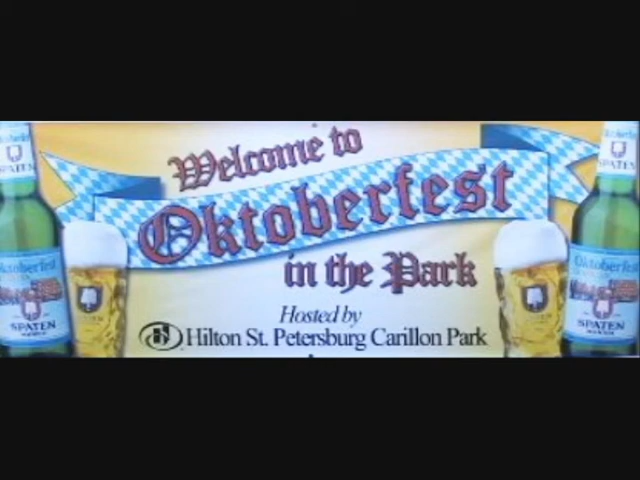 Welcome to
Oktoberfest
in the Park
Hosted by
Hilton St. Petersburg Carillon Park
SPATEN
Oktoberfest
SPATEN
SPATEN
Oktoberfest
SPATEN